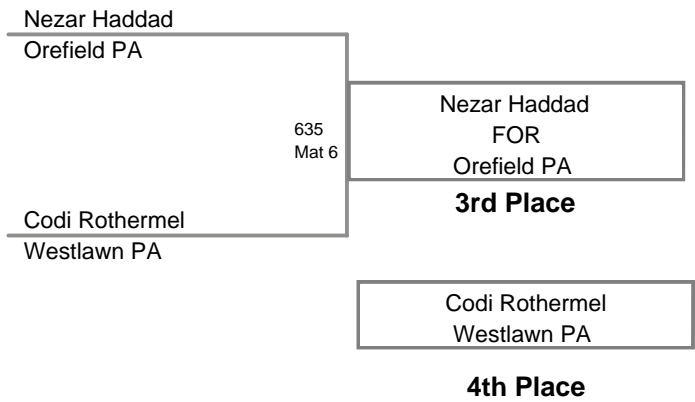 Nezar Haddad
Orefield PA
635
Mat 6
Nezar Haddad
FOR
Orefield PA
3rd Place
Codi Rothermel
Westlawn PA
Codi Rothermel
Westlawn PA
4th Place